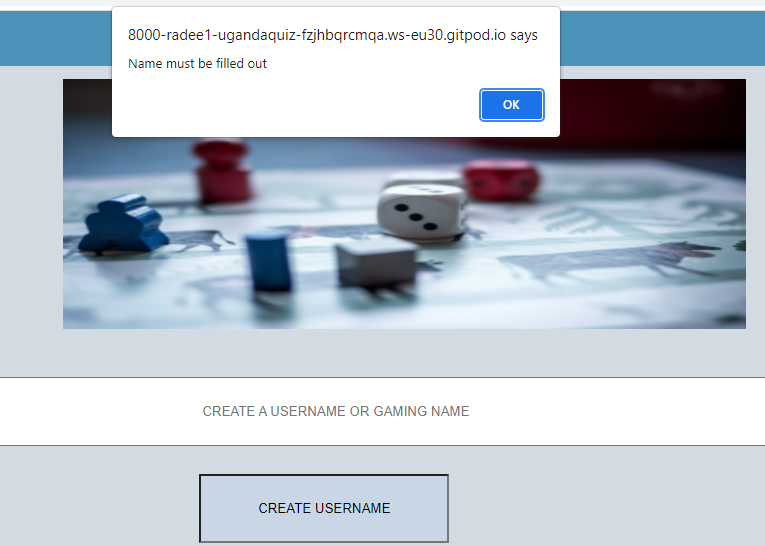 8000-radee1-ugandaquiz-fzjhbqrcmqa.ws-eu30.gitpod.io says
Name must be filled out
OK
CREATE A USERNAME OR GAMING NAME
CREATE USERNAME